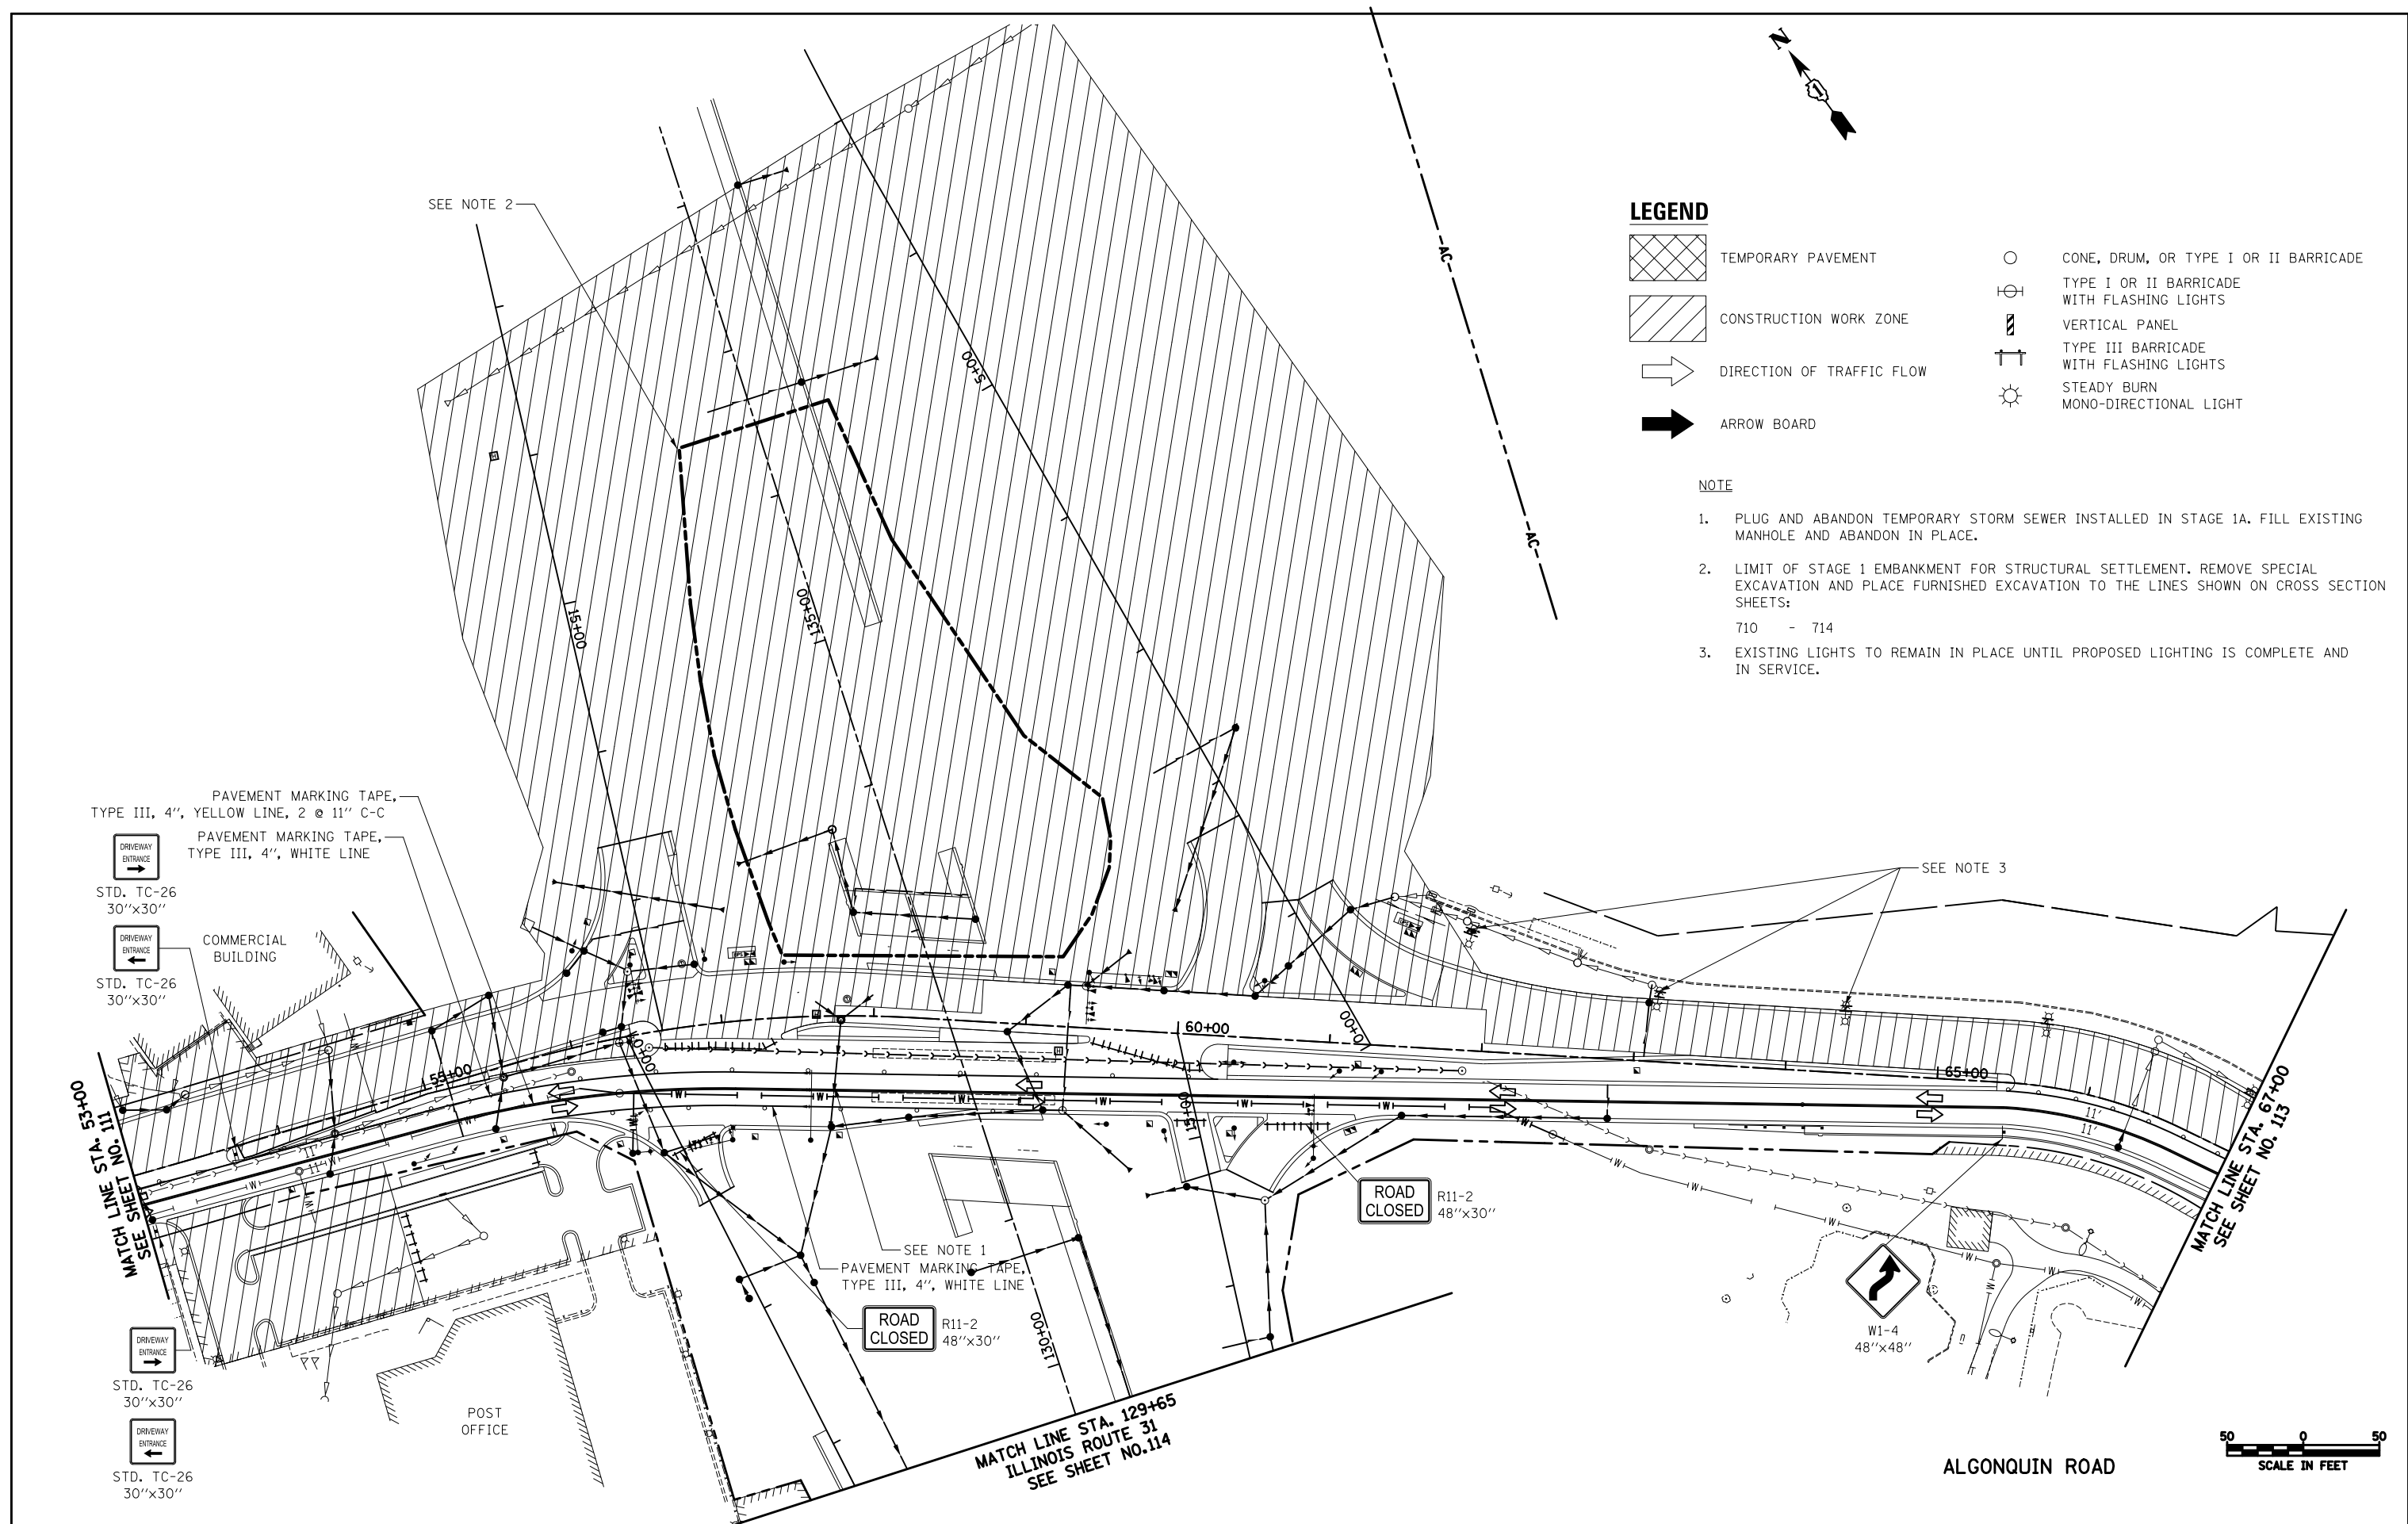 N
1
SEE NOTE 2
AC
AC
LEGEND
TEMPORARY PAVEMENT
CONSTRUCTION WORK ZONE
DIRECTION OF TRAFFIC FLOW
ARROW BOARD
CONE, DRUM, OR TYPE I OR II BARRICADE
TYPE I OR II BARRICADE
WITH FLASHING LIGHTS
VERTICAL PANEL
TYPE III BARRICADE
WITH FLASHING LIGHTS
STEADY BURN
MONO-DIRECTIONAL LIGHT
NOTE
1. PLUG AND ABANDON TEMPORARY STORM SEWER INSTALLED IN STAGE 1A. FILL EXISTING
MANHOLE AND ABANDON IN PLACE.
2. LIMIT OF STAGE 1 EMBANKMENT FOR STRUCTURAL SETTLEMENT. REMOVE SPECIAL
EXCAVATION AND PLACE FURNISHED EXCAVATION TO THE LINES SHOWN ON CROSS SECTION
SHEETS:
710 - 714
3. EXISTING LIGHTS TO REMAIN IN PLACE UNTIL PROPOSED LIGHTING IS COMPLETE AND
IN SERVICE.
5+00
15+00
135+00
PAVEMENT MARKING TAPE,
TYPE III, 4", YELLOW LINE, 2 @ 11" C-C
PAVEMENT MARKING TAPE,
TYPE III, 4", WHITE LINE
DRIVEWAY
ENTRANCE
STD. TC-26
30"x30"
DRIVEWAY
ENTRANCE
STD. TC-26
30"x30"
COMMERCIAL
BUILDING
SEE NOTE 3
MATCH LINE STA. 53+00
SEE SHEET NO. 111
55+00
60+00
0+00
65+00
11'
11'
11'
11'
W
W
W
W
W
W
W
W
W
MATCH LINE STA. 67+00
SEE SHEET NO. 113
SEE NOTE 1
PAVEMENT MARKING TAPE,
TYPE III, 4", WHITE LINE
ROAD
CLOSED
R11-2
48"x30"
ROAD
CLOSED
R11-2
48"x30"
130+00
W1-4
48"x48"
DRIVEWAY
ENTRANCE
STD. TC-26
30"x30"
DRIVEWAY
ENTRANCE
STD. TC-26
30"x30"
POST
OFFICE
MATCH LINE STA. 129+65
ILLINOIS ROUTE 31
SEE SHEET NO.114
ALGONQUIN ROAD
50 0 50
SCALE IN FEET